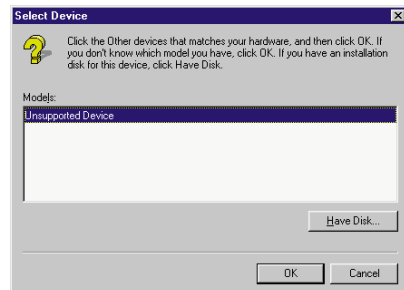 Select Device
Click the Other devices that matches your hardware, and then click OK. If
you don't know which model you have, click OK. If you have an installation
disk for this device, click Have Disk.
Models:
Unsupported Device
Have Disk...
OK
Cancel